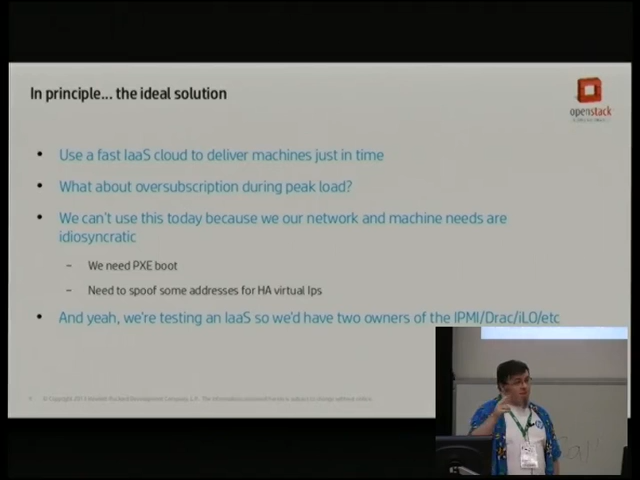 In principle... the ideal solution
openstack
• Use a fast IaaS cloud to deliver machines just in time
• What about oversubscription during peak load?
• We can't use this today because we our network and machine needs are
idiosyncratic
– We need PXE boot
– Need to spoof some addresses for HA virtual Ips
• And yeah, we're testing an IaaS so we'd have two owners of the IPMI/Drac/iLO/etc